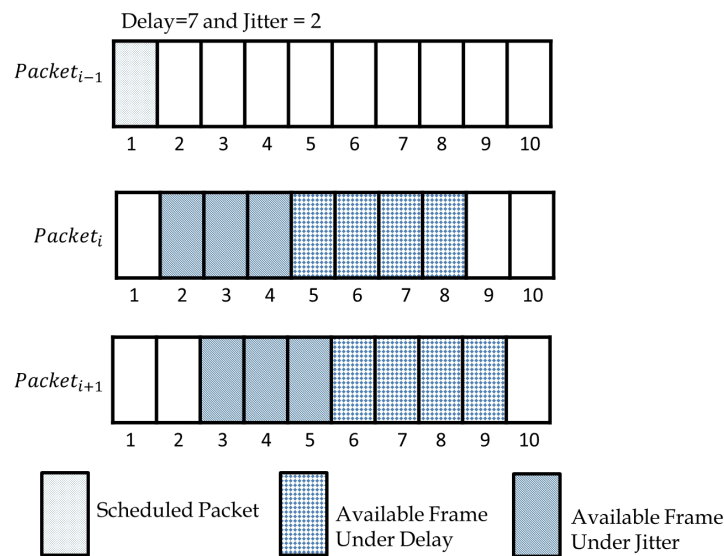 Delay=7 and Jitter = 2
Packet_{i-1}
1 2 3 4 5 6 7 8 9 10
Packet_i
1 2 3 4 5 6 7 8 9 10
Packet_{i+1}
1 2 3 4 5 6 7 8 9 10
Scheduled Packet
Available Frame
Under Delay
Available Frame
Under Jitter